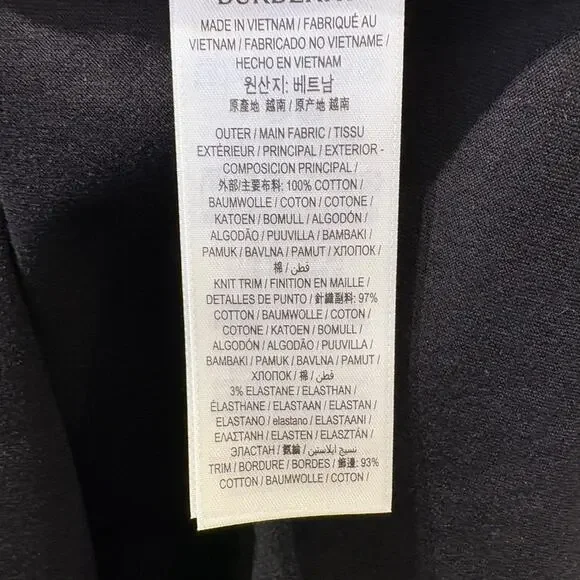 BURBERRY
MADE IN VIETNAM / FABRIQUÉ AU
VIETNAM / FABRICADO NO VIETNAME /
HECHO EN VIETNAM
원산지: 베트남
原產地 越南 / 原产地 越南
OUTER / MAIN FABRIC / TISSU
EXTÉRIEUR / PRINCIPAL / EXTERIOR -
COMPOSICION PRINCIPAL /
外部/主要布料: 100% COTTON /
BAUMWOLLE / COTON / COTONE /
KATOEN / BOMULL / ALGODÓN /
ALGODÃO / PUUVILLA / BAMBAKI /
PAMUK / BAVLNA / PAMUT / ХЛОПОК /
棉 / قطن /
KNIT TRIM / FINITION EN MAILLE /
DETALLES DE PUNTO / 針織副料: 97%
COTTON / BAUMWOLLE / COTON /
COTONE / KATOEN / BOMULL /
ALGODÓN / ALGODÃO / PUUVILLA /
BAMBAKI / PAMUK / BAVLNA / PAMUT /
ХЛОПОК / 棉 / قطن /
3% ELASTANE / ELASTHAN /
ÉLASTHANE / ELASTAAN / ELASTAN /
ELASTANO / elastano / ELASTAANI /
ΕΛΑΣΤΑΝΗ / ELASTEN / ELASZTÁN /
ЭЛАСТАН / 氨綸 / نسيج ايلاستين /
TRIM / BORDURE / BORDES / 飾邊: 93%
COTTON / BAUMWOLLE / COTON /